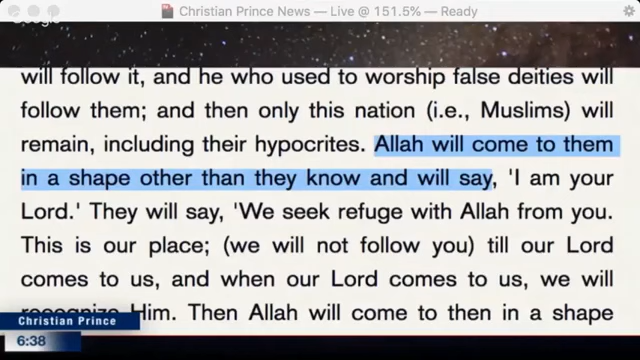 Christian Prince News — Live @ 151.5% — Ready
Google
will follow it, and he who used to worship false deities will
follow them; and then only this nation (i.e., Muslims) will
remain, including their hypocrites. Allah will come to them
in a shape other than they know and will say, 'I am your
Lord.' They will say, 'We seek refuge with Allah from you.
This is our place; (we will not follow you) till our Lord
comes to us, and when our Lord comes to us, we will
recognize Him. Then Allah will come to then in a shape
Christian Prince
6:38